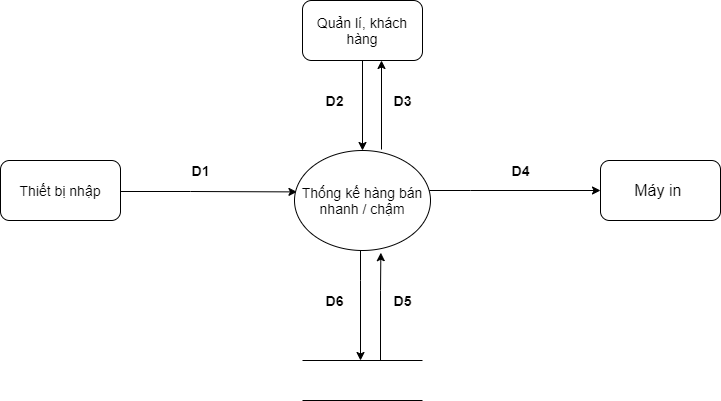 Quản lí, khách
hàng
D2
D3
D1
D4
Thiết bị nhập
Thống kế hàng bán
nhanh / chậm
Máy in
D6
D5